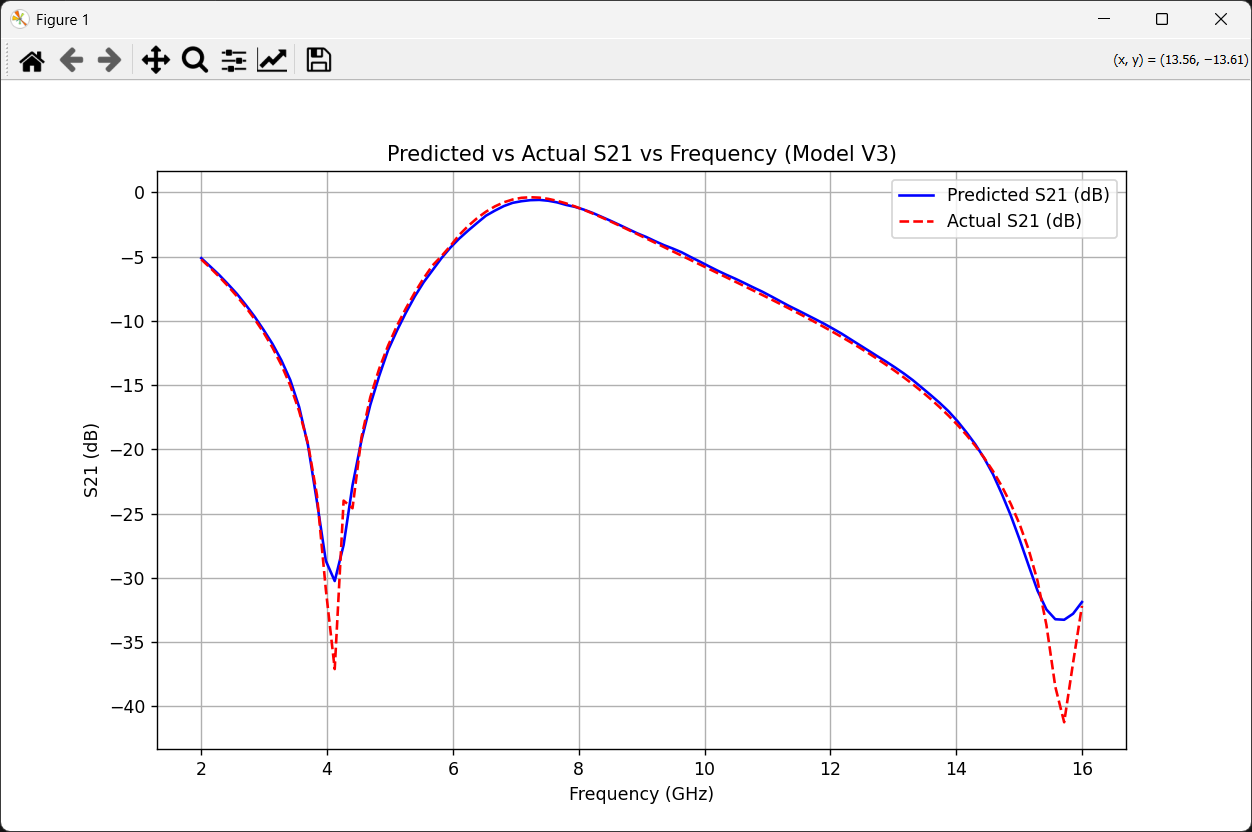 Figure 1
(x, y) = (13.56, −13.61)
Predicted vs Actual S21 vs Frequency (Model V3)
Predicted S21 (dB)
Actual S21 (dB)
0
−5
−10
−15
−20
−25
−30
−35
−40
S21 (dB)
2 4 6 8 10 12 14 16
Frequency (GHz)